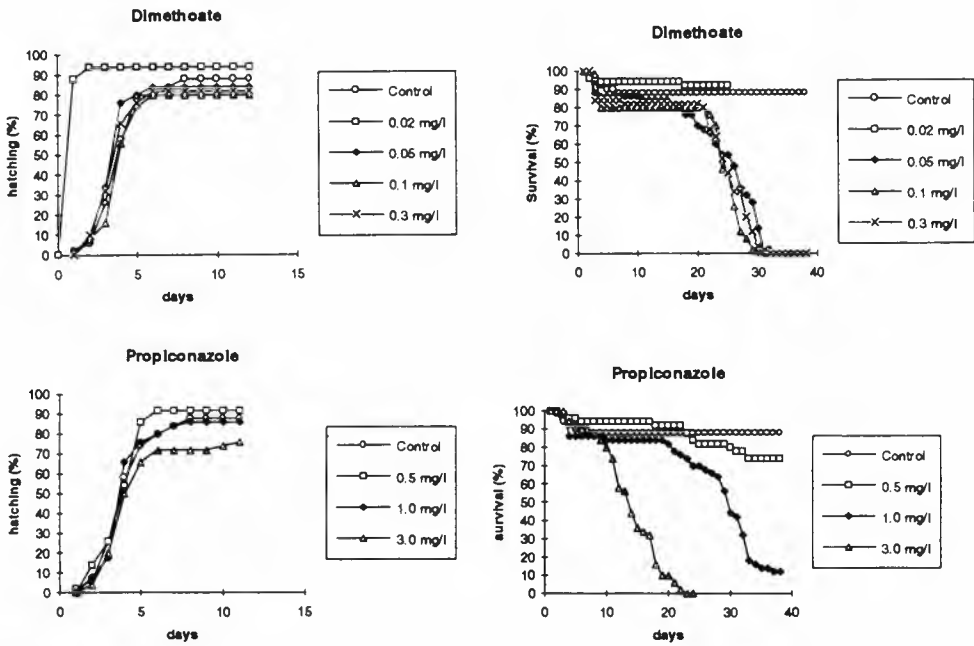 Dimethoate
hatching (%)
100
90
80
70
60
50
40
30
20
10
0
0 5 10 15
days
Control
0.02 mg/l
0.05 mg/l
0.1 mg/l
0.3 mg/l
Dimethoate
Survival (%)
100
90
80
70
60
50
40
30
20
10
0
0 10 20 30 40
days
Control
0.02 mg/l
0.05 mg/l
0.1 mg/l
0.3 mg/l
Propiconazole
hatching (%)
100
90
80
70
60
50
40
30
20
10
0
0 5 10 15
days
Control
0.5 mg/l
1.0 mg/l
3.0 mg/l
Propiconazole
survival (%)
100
90
80
70
60
50
40
30
20
10
0
0 10 20 30 40
days
Control
0.5 mg/l
1.0 mg/l
3.0 mg/l